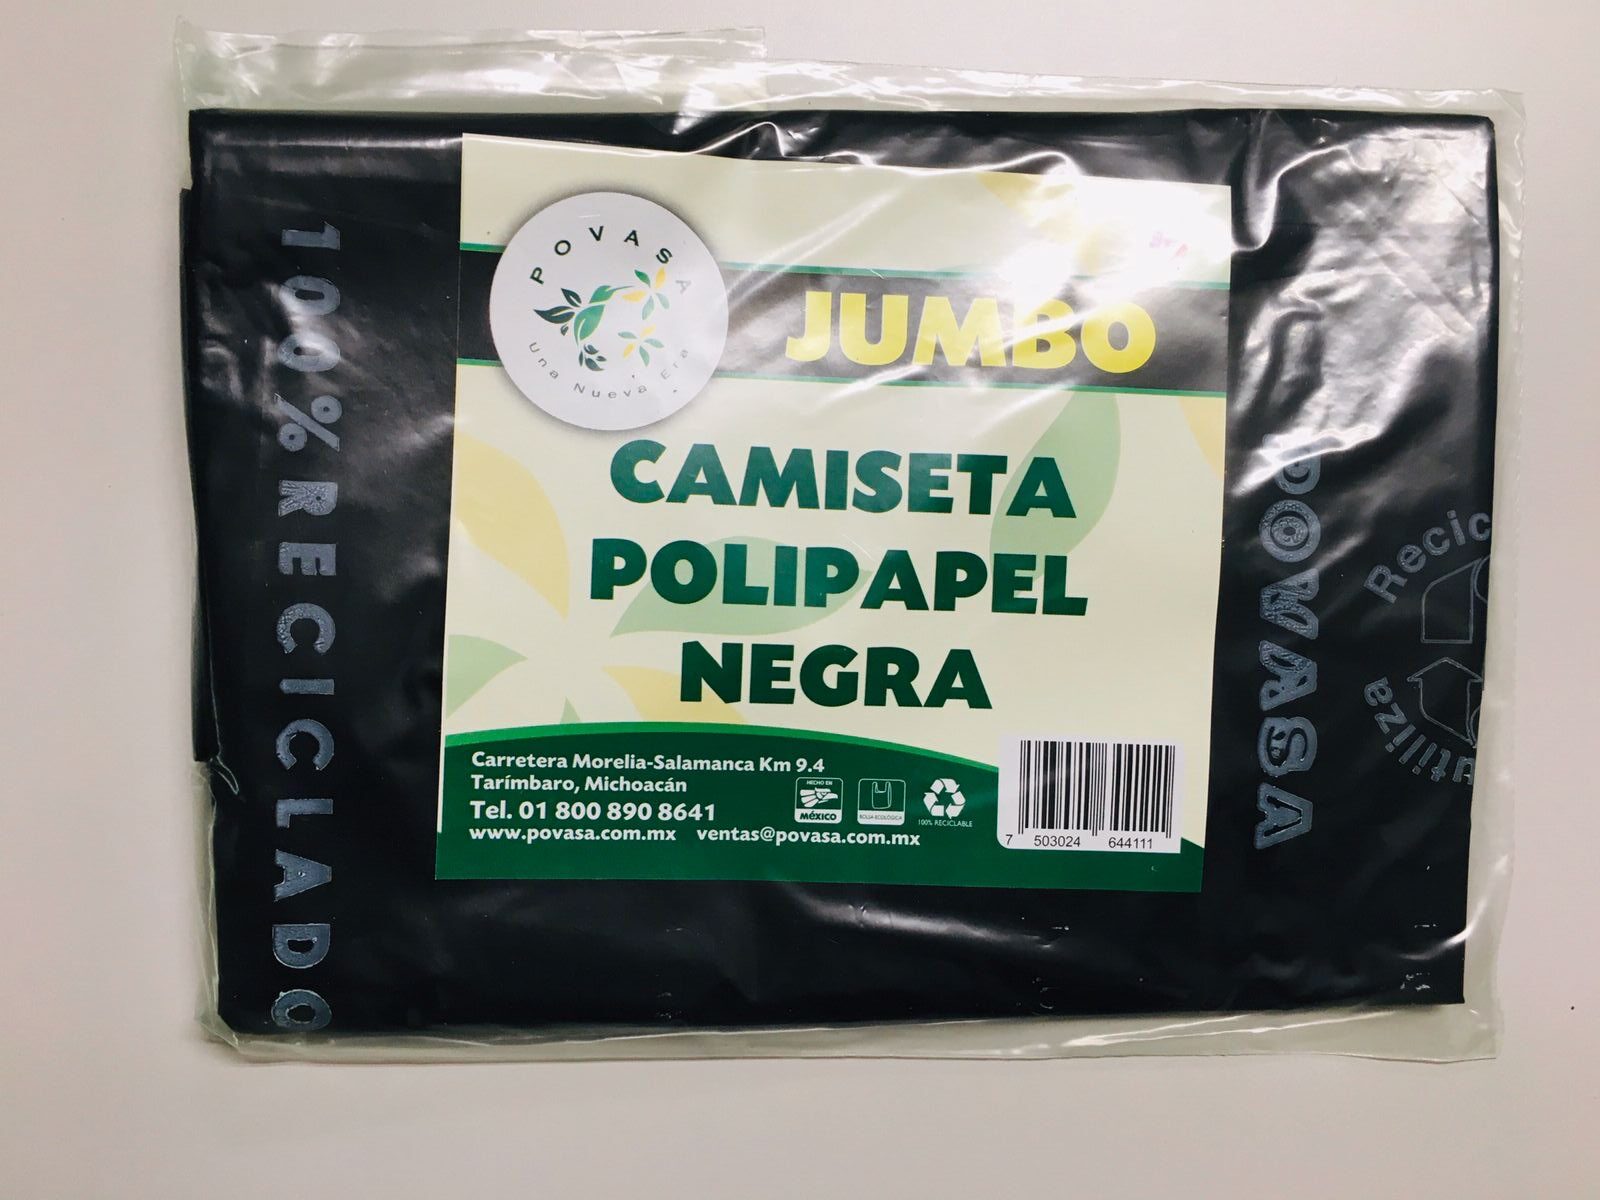 POVASA
Una Nueva Era
JUMBO
CAMISETA
POLIPAPEL
NEGRA
Carretera Morelia-Salamanca Km 9.4
Tarímbaro, Michoacán
Tel. 01 800 890 8641
www.povasa.com.mx ventas@povasa.com.mx
HECHO EN
MÉXICO
BOLSA ECOLÓGICA
100% RECICLABLE
7 503024 644111
100% RECICLADO
POVASA
Recic
utiliza